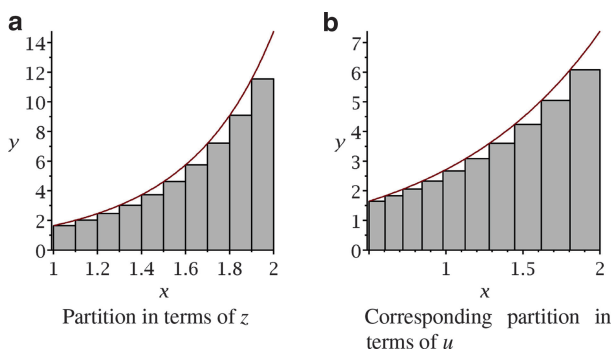 a
14
12
10
8
6
4
2
0
y
1 1.2 1.4 1.6 1.8 2
x
Partition in terms of z
b
7
6
5
4
3
2
1
0
y
1 1.5 2
x
Corresponding partition in
terms of u